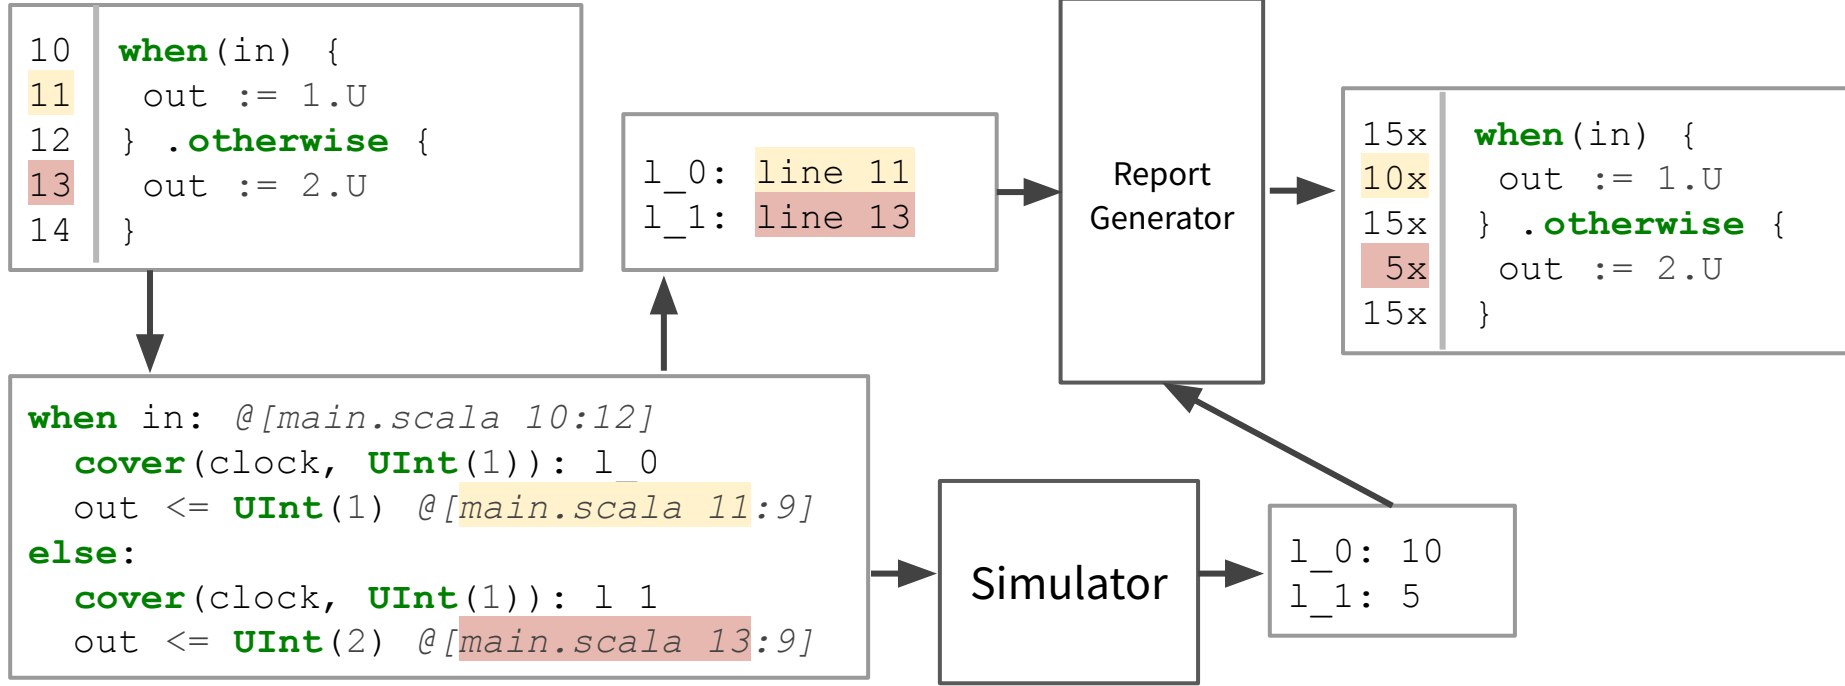 10 when(in) {
11 out := 1.U
12 } .otherwise {
13 out := 2.U
14 }
l_0: line 11
l_1: line 13
Report
Generator
15x when(in) {
10x out := 1.U
15x } .otherwise {
5x out := 2.U
15x }
when in: @[main.scala 10:12]
cover(clock, UInt(1)): l_0
out <= UInt(1) @[main.scala 11:9]
else:
cover(clock, UInt(1)): l 1
out <= UInt(2) @[main.scala 13:9]
Simulator
l_0: 10
l_1: 5